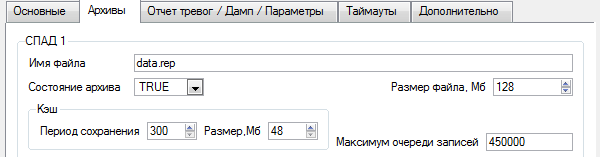 Основные Архивы Отчет тревог / Дамп / Параметры Таймауты Дополнительно
СПАД 1
Имя файла data.rep
Состояние архива TRUE Размер файла, Мб 128
Кэш
Период сохранения 300 Размер,Мб 48 Максимум очереди записей 450000